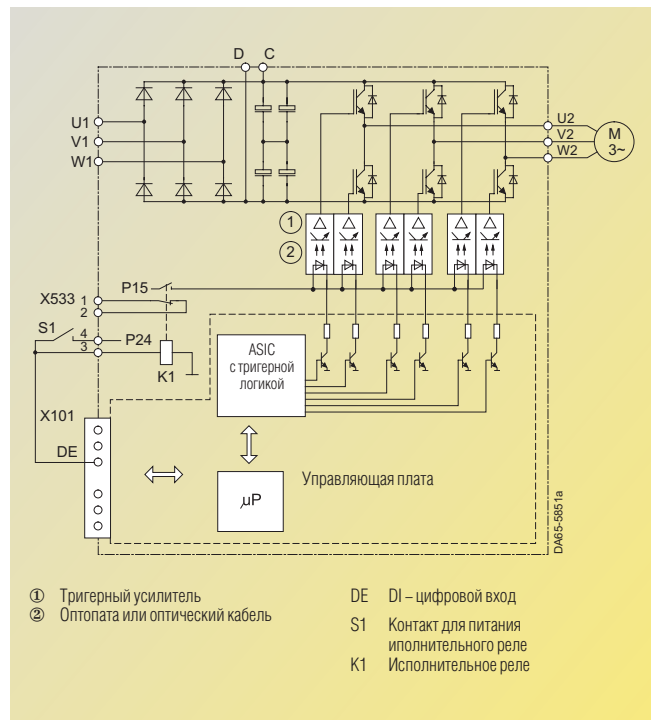 D C
U1
V1
W1
U2
V2
W2
M
3~
①
②
P15
X533 1
2
S1
4
P24
3
K1
ASIC
с тригерной
логикой
X101
DE
µP
Управляющая плата
DA65-5851a
① Тригерный усилитель
② Оптопата или оптический кабель
DE DI – цифровой вход
S1 Контакт для питания
иполнительного реле
K1 Исполнительное реле